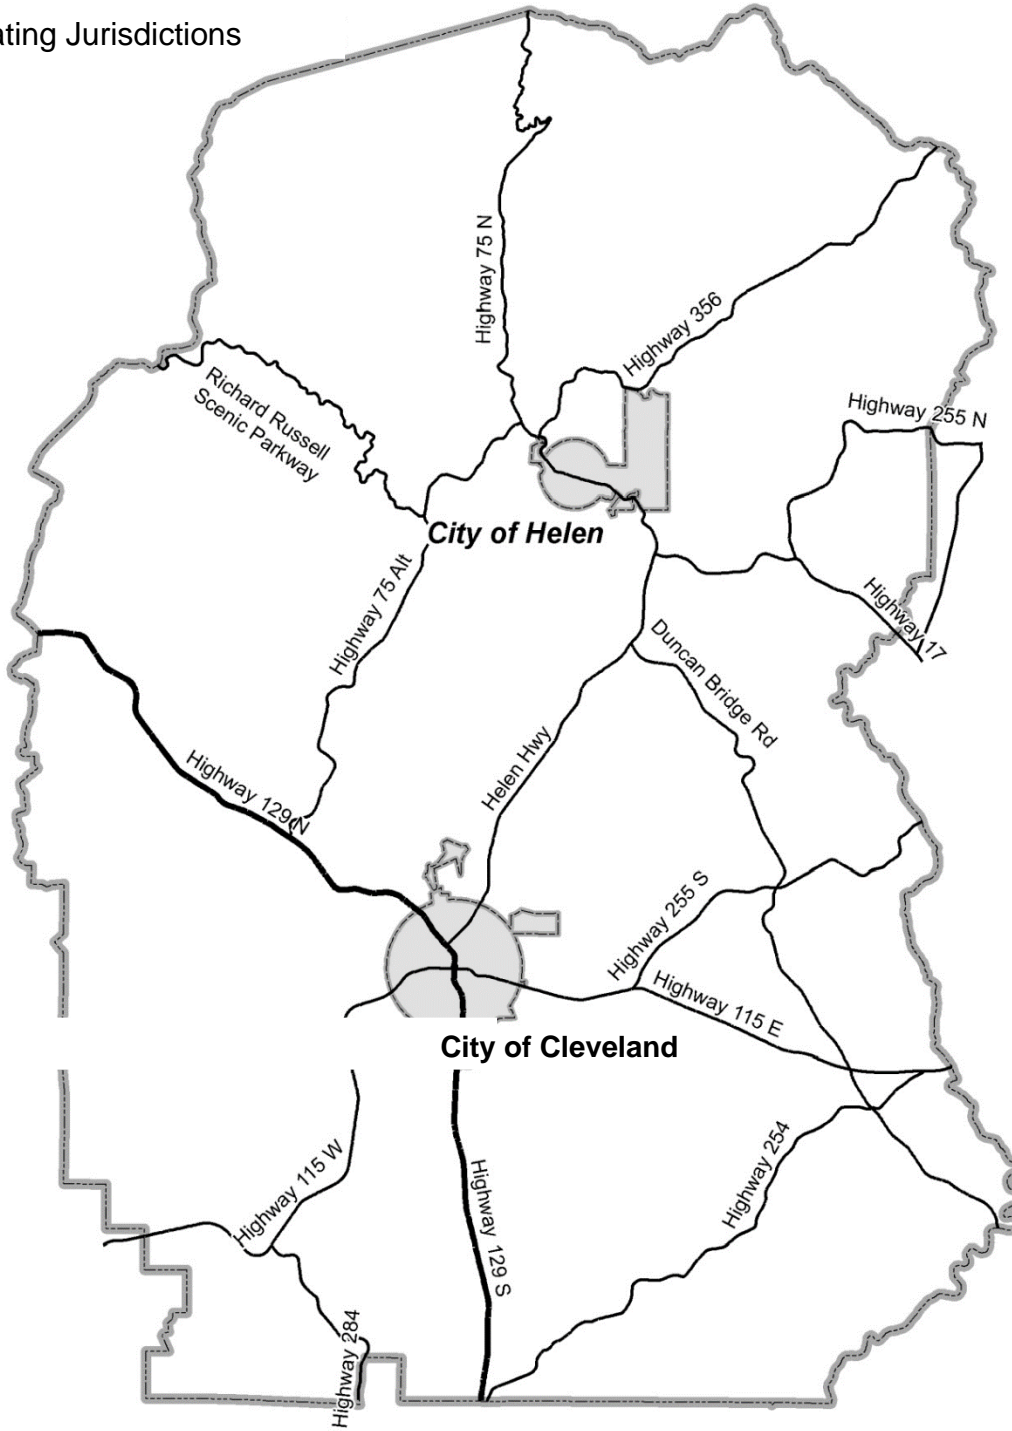 ating Jurisdictions
Highway 75 N
Highway 356
Richard Russell
Scenic Parkway
Highway 255 N
City of Helen
Highway 75 Alt
Highway 17
Duncan Bridge Rd
Helen Hwy
Highway 129 N
Highway 255 S
Highway 115 E
City of Cleveland
Highway 115 W
Highway 254
Highway 129 S
Highway 284